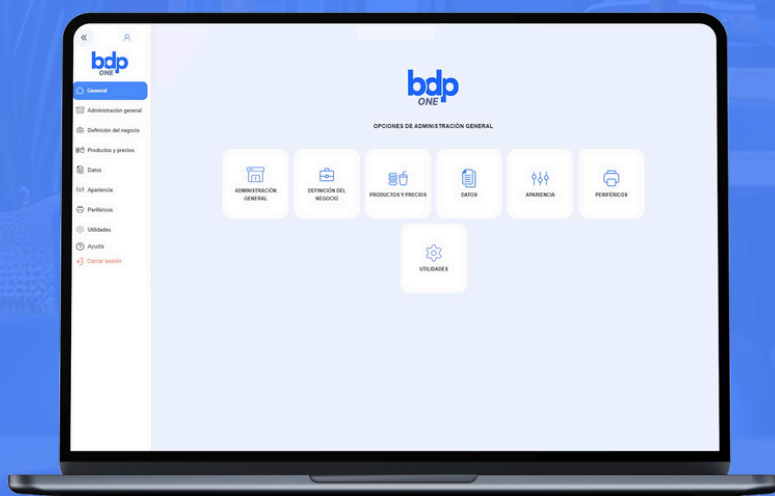 bdp
ONE
General
Administración general
Definición del negocio
Productos y precios
Datos
Apariencia
Periféricos
Utilidades
Ayuda
Cerrar sesión
bdp
ONE
OPCIONES DE ADMINISTRACIÓN GENERAL
ADMINISTRACIÓN
GENERAL
DEFINICIÓN DEL
NEGOCIO
PRODUCTOS Y PRECIOS
DATOS
APARIENCIA
PERIFÉRICOS
UTILIDADES